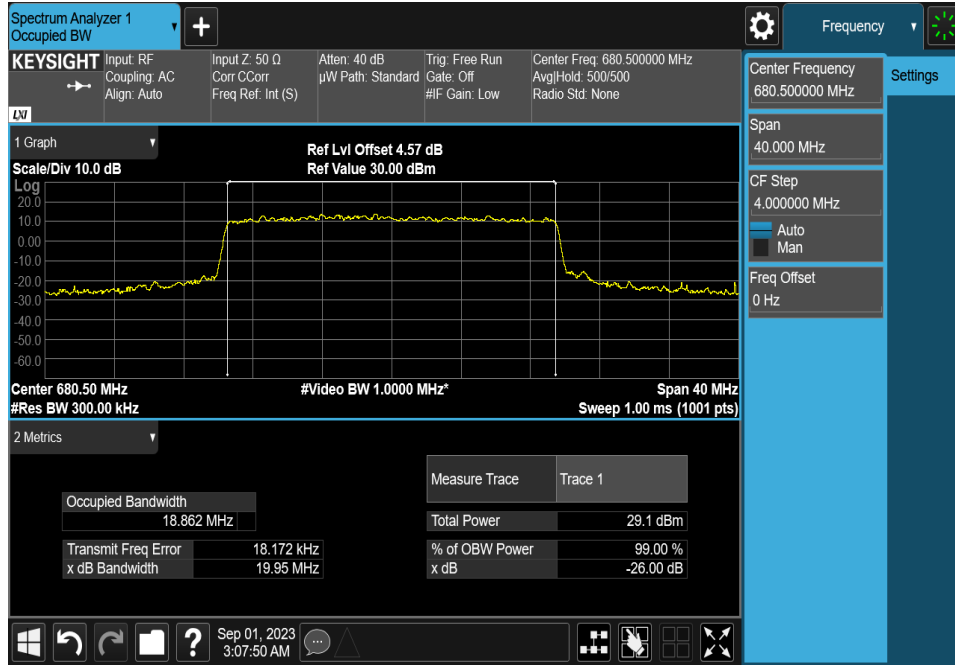 Spectrum Analyzer 1
Occupied BW
+
Frequency
KEYSIGHT
Input: RF
Coupling: AC
Align: Auto
Input Z: 50 Ω
Corr CCorr
Freq Ref: Int (S)
Atten: 40 dB
µW Path: Standard
Trig: Free Run
Gate: Off
#IF Gain: Low
Center Freq: 680.500000 MHz
Avg|Hold: 500/500
Radio Std: None
LXI
Center Frequency
680.500000 MHz
Settings
Span
40.000 MHz
CF Step
4.000000 MHz
Auto
Man
Freq Offset
0 Hz
1 Graph
Scale/Div 10.0 dB
Ref Lvl Offset 4.57 dB
Ref Value 30.00 dBm
Log
20.0
10.0
0.00
-10.0
-20.0
-30.0
-40.0
-50.0
-60.0
Center 680.50 MHz
#Video BW 1.0000 MHz*
Span 40 MHz
#Res BW 300.00 kHz
Sweep 1.00 ms (1001 pts)
2 Metrics
Measure Trace Trace 1
Occupied Bandwidth
18.862 MHz
Total Power 29.1 dBm
Transmit Freq Error 18.172 kHz
% of OBW Power 99.00 %
x dB Bandwidth 19.95 MHz
x dB -26.00 dB
?
Sep 01, 2023
3:07:50 AM